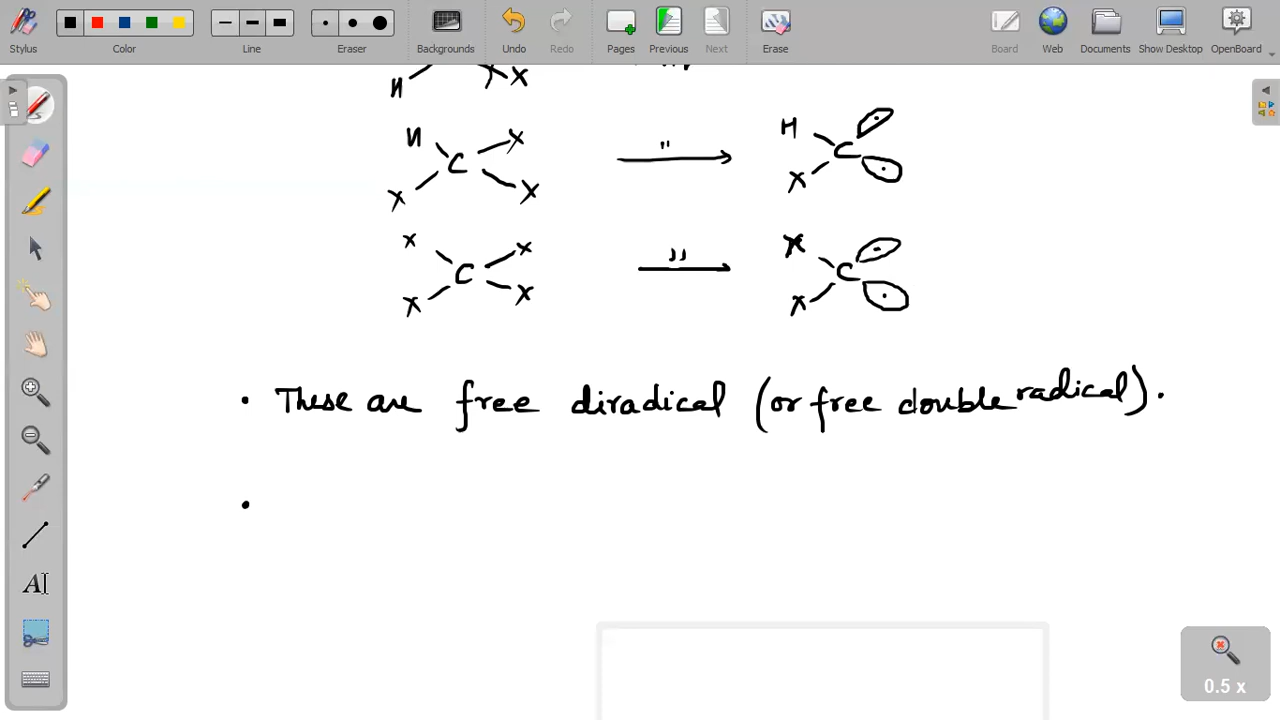 Stylus Color Line Eraser Backgrounds Undo Redo Pages Previous Next Erase Board Web Documents Show Desktop OpenBoard
H X X
H X " H
X C X C
X X
X X " X
C C
X X X
• These are free diradical (or free double radical).
•
A
0.5 x